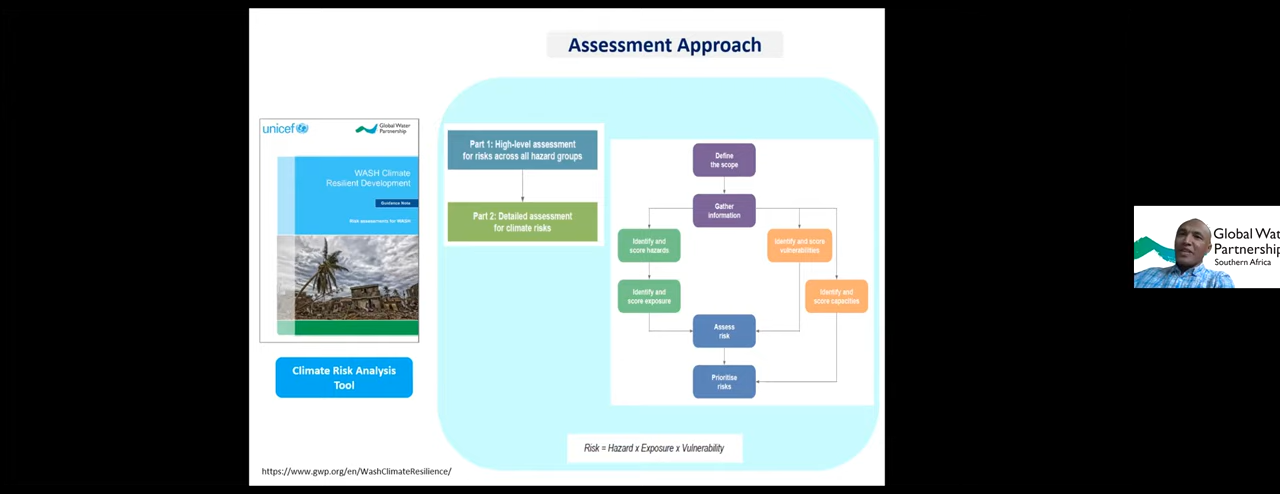 Assessment Approach
unicef
Global Water
Partnership
WASH Climate
Resilient Development
Guidance Note
Risk assessments for WASH
Climate Risk Analysis
Tool
https://www.gwp.org/en/WashClimateResilience/
Part 1: High-level assessment
for risks across all hazard groups
Part 2: Detailed assessment
for climate risks
Define
the scope
Gather
information
Identify and
score hazards
Identify and score
vulnerabilities
Identify and
score exposure
Identify and
score capacities
Assess
risk
Prioritise
risks
Risk = Hazard x Exposure x Vulnerability
Global Wat
Partnership
Southern Africa